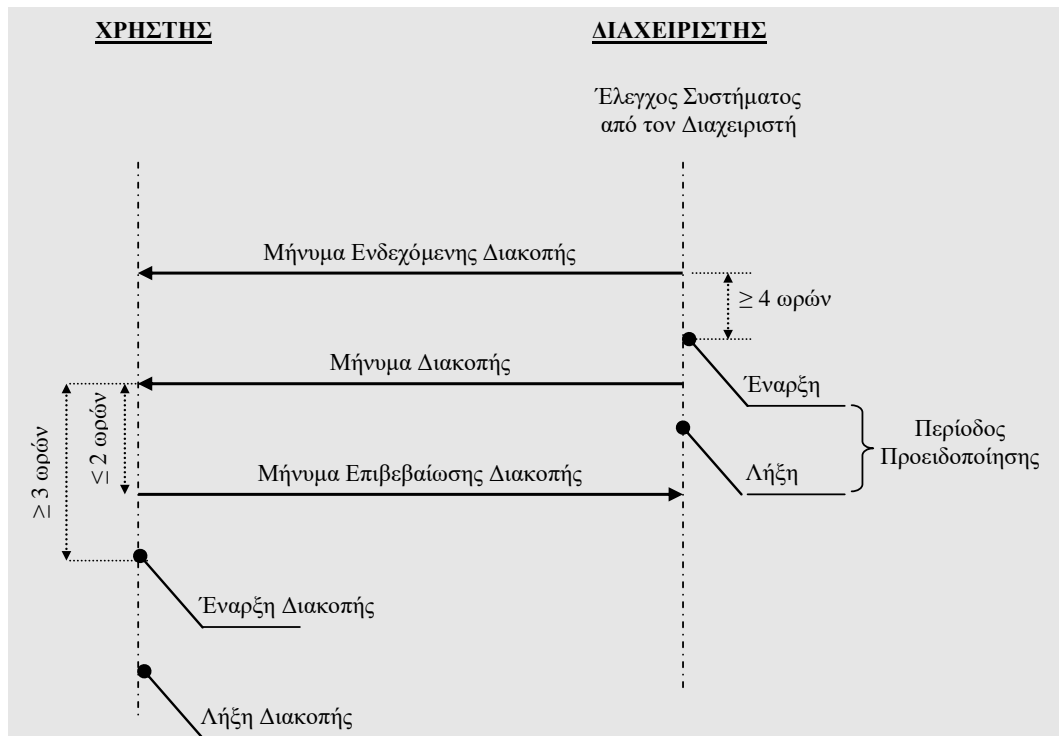 ΧΡΗΣΤΗΣ
ΔΙΑΧΕΙΡΙΣΤΗΣ
Έλεγχος Συστήματος
από τον Διαχειριστή
Μήνυμα Ενδεχόμενης Διακοπής
≥ 4 ωρών
Μήνυμα Διακοπής
Έναρξη
≥ 3 ωρών
≤ 2 ωρών
Περίοδος
Προειδοποίησης
Μήνυμα Επιβεβαίωσης Διακοπής
Λήξη
Έναρξη Διακοπής
Λήξη Διακοπής